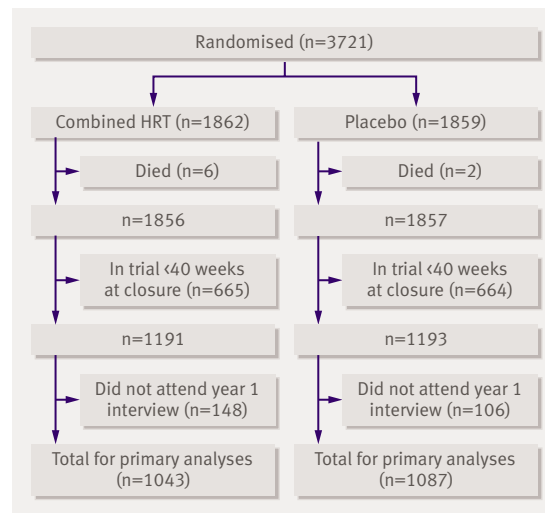 Randomised (n=3721)
Combined HRT (n=1862)
Placebo (n=1859)
Died (n=6)
Died (n=2)
n=1856
n=1857
In trial <40 weeks
at closure (n=665)
In trial <40 weeks
at closure (n=664)
n=1191
n=1193
Did not attend year 1
interview (n=148)
Did not attend year 1
interview (n=106)
Total for primary analyses
(n=1043)
Total for primary analyses
(n=1087)